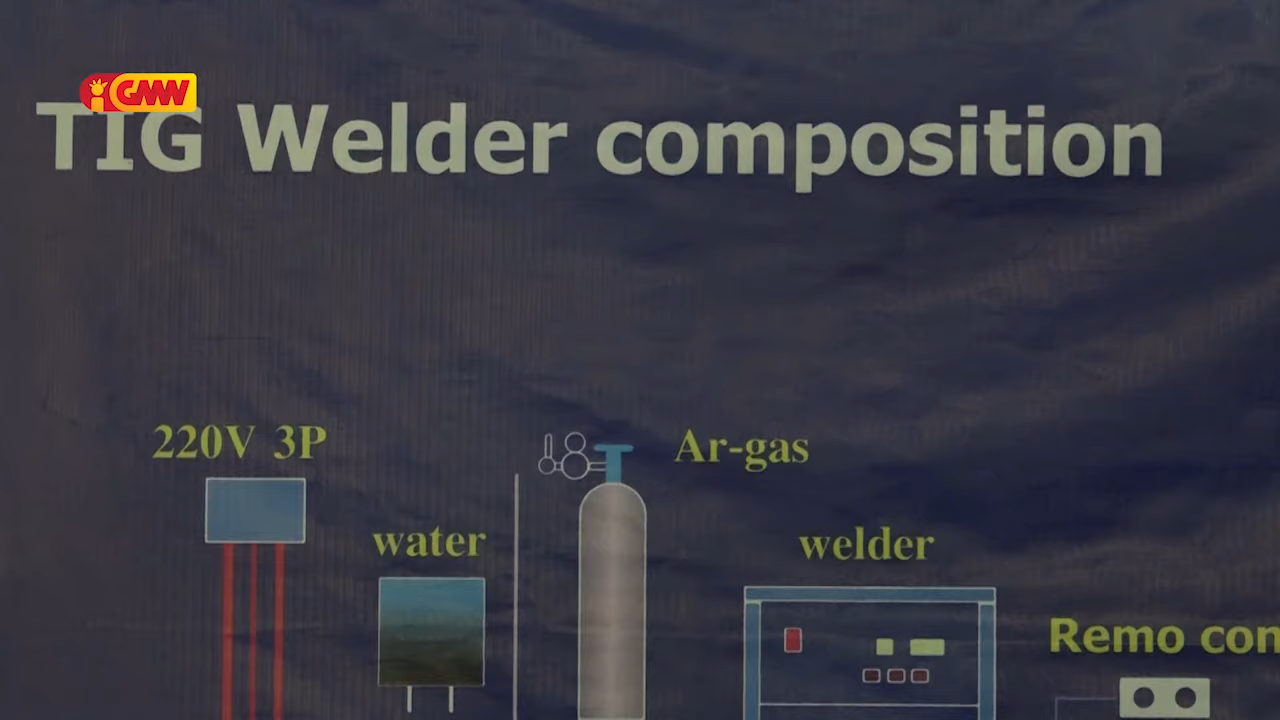 GMW
TIG Welder composition
220V 3P
Ar-gas
water
welder
Remo con